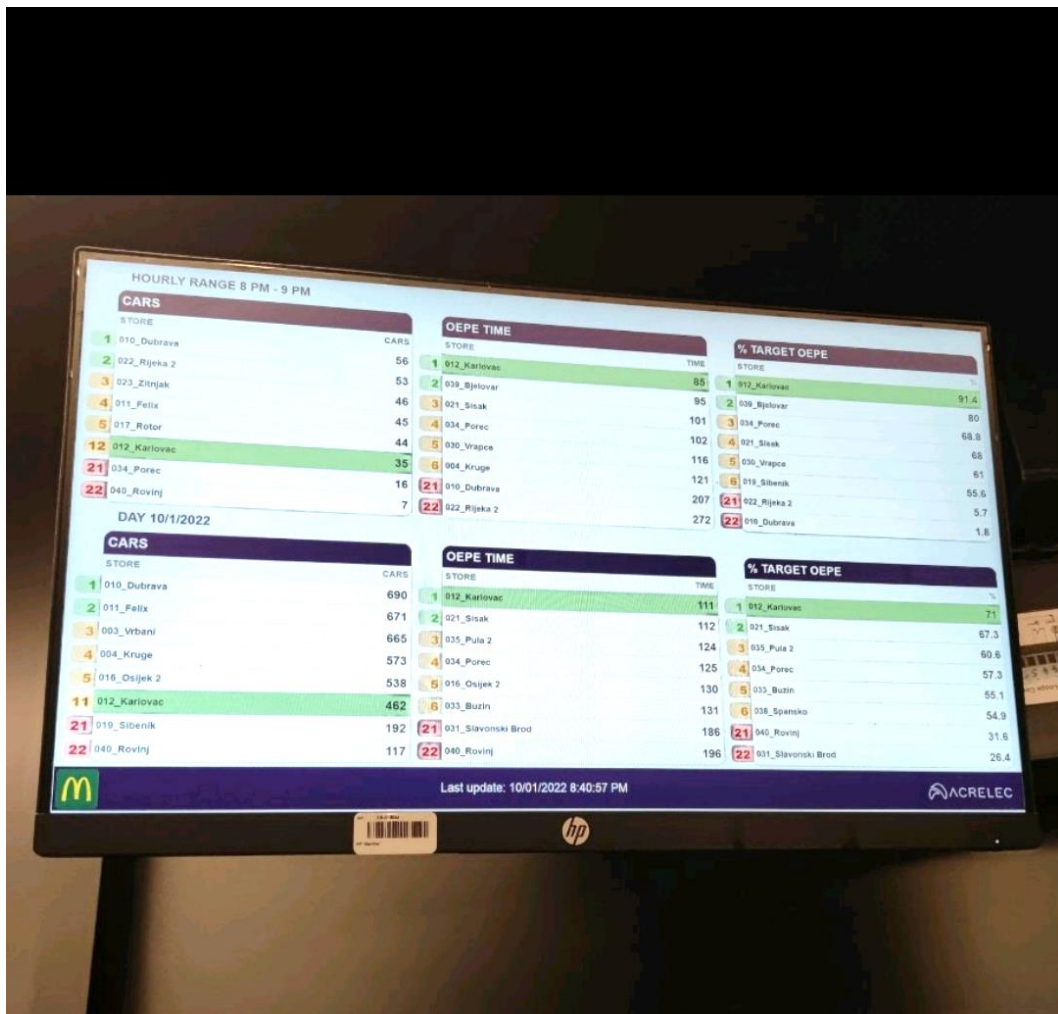 HOURLY RANGE 8 PM - 9 PM
CARS
STORE CARS
1 010_Dubrava 56
2 022_Rijeka 2 53
3 023_Zitnjak 46
4 011_Felix 45
5 017_Rotor 44
12 012_Karlovac 35
21 034_Porec 16
22 040_Rovinj 7
OEPE TIME
STORE TIME
1 012_Karlovac 85
2 039_Bjelovar 95
3 021_Sisak 101
4 034_Porec 102
5 030_Vrapce 116
6 004_Kruge 121
21 010_Dubrava 207
22 022_Rijeka 2 272
% TARGET OEPE
STORE %
1 012_Karlovac 91.4
2 039_Bjelovar 80
3 034_Porec 68.8
4 021_Sisak 68
5 030_Vrapce 61
6 019_Sibenik 55.6
21 022_Rijeka 2 5.7
22 010_Dubrava 1.8
DAY 10/1/2022
CARS
STORE CARS
1 010_Dubrava 690
2 011_Felix 671
3 003_Vrbani 665
4 004_Kruge 573
5 016_Osijek 2 538
11 012_Karlovac 462
21 019_Sibenik 192
22 040_Rovinj 117
OEPE TIME
STORE TIME
1 012_Karlovac 111
2 021_Sisak 112
3 035_Pula 2 124
4 034_Porec 125
5 016_Osijek 2 130
6 033_Buzin 131
21 031_Slavonski Brod 186
22 040_Rovinj 196
% TARGET OEPE
STORE %
1 012_Karlovac 71
2 021_Sisak 67.3
3 035_Pula 2 60.6
4 034_Porec 57.3
5 033_Buzin 55.1
6 038_Spansko 54.9
21 040_Rovinj 31.6
22 031_Slavonski Brod 26.4
Last update: 10/01/2022 8:40:57 PM
ACRELEC
hp